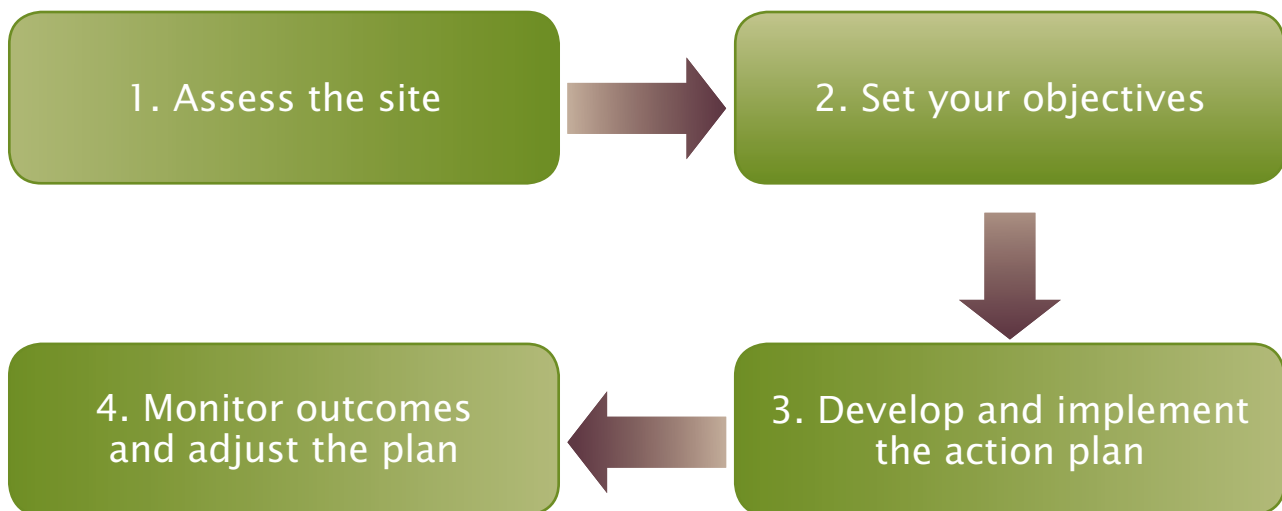 1. Assess the site
2. Set your objectives
3. Develop and implement
the action plan
4. Monitor outcomes
and adjust the plan